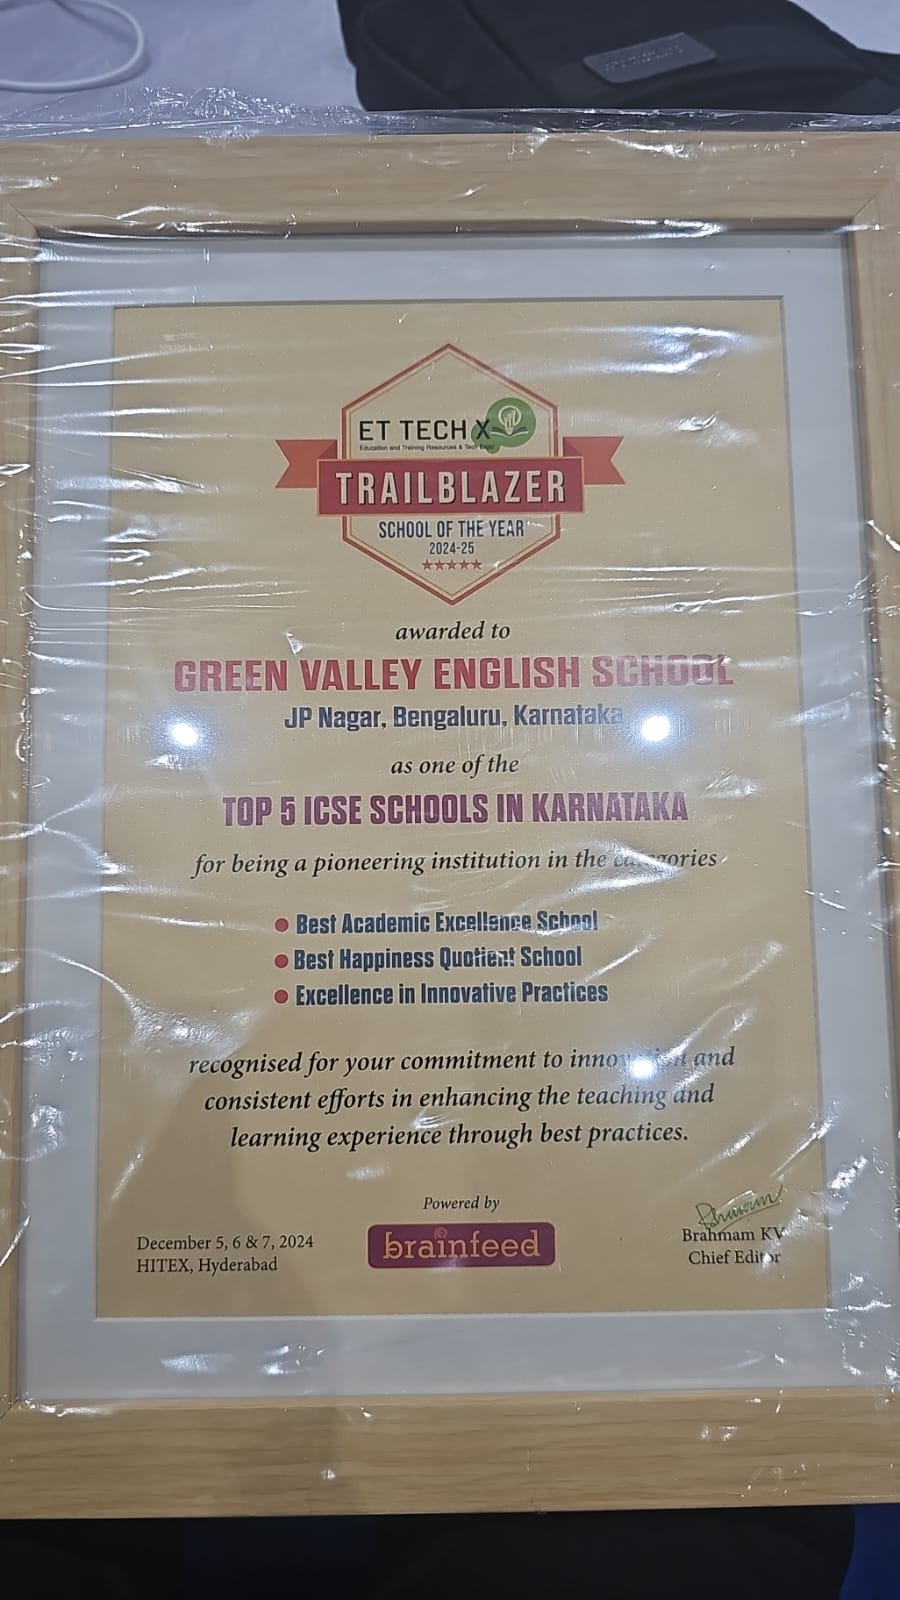 ET TECH X
Education and Training Resources & Tech Expo
TRAILBLAZER
SCHOOL OF THE YEAR
2024-25
awarded to
GREEN VALLEY ENGLISH SCHOOL
JP Nagar, Bengaluru, Karnataka
as one of the
TOP 5 ICSE SCHOOLS IN KARNATAKA
for being a pioneering institution in the categories
Best Academic Excellence School
Best Happiness Quotient School
Excellence in Innovative Practices
recognised for your commitment to innovation and
consistent efforts in enhancing the teaching and
learning experience through best practices.
Powered by
brainfeed
December 5, 6 & 7, 2024
HITEX, Hyderabad
Brahmam KV
Chief Editor